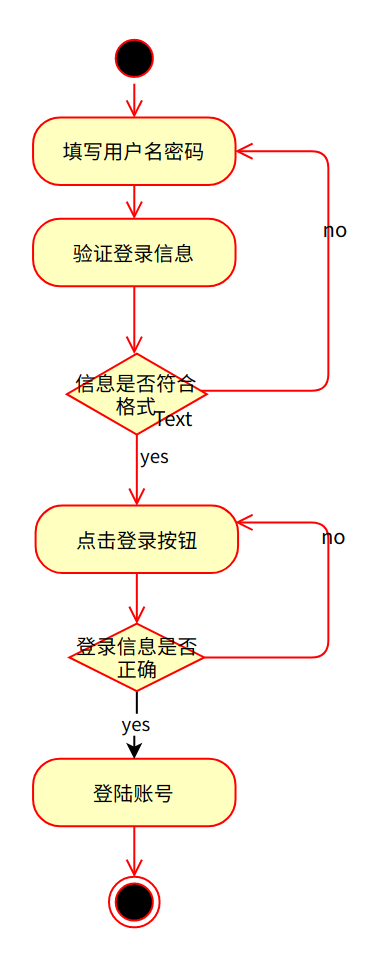 填写用户名密码
no
验证登录信息
信息是否符合
格式
Text
yes
点击登录按钮
no
登录信息是否
正确
yes
登陆账号